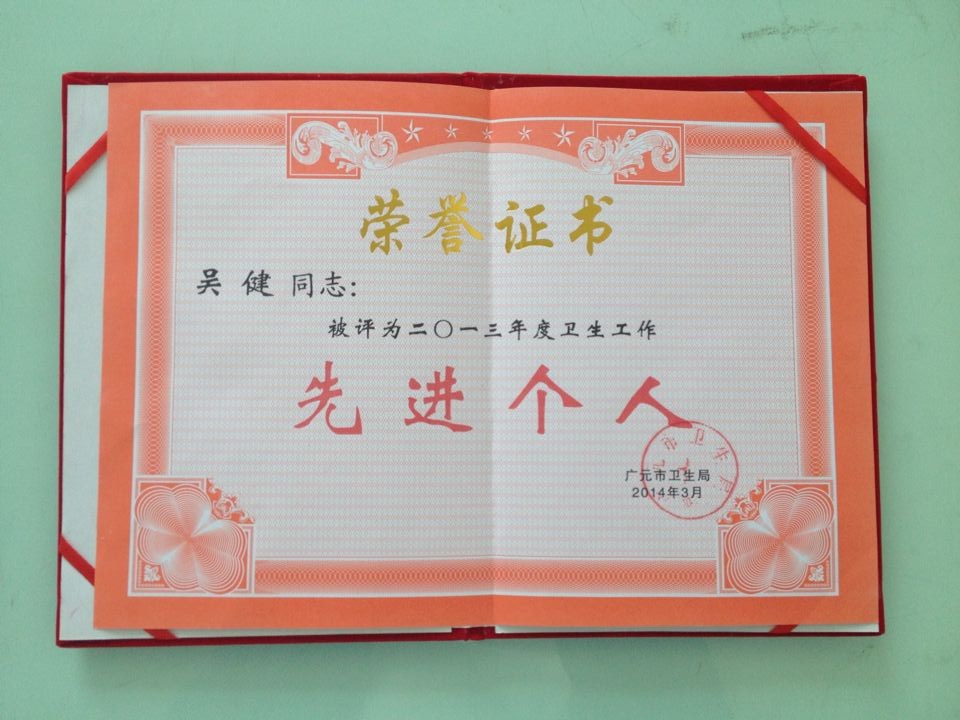 荣誉证书
吴 健 同志：
被评为二〇一三年度卫生工作
先进个人
广元市卫生局
2014年3月